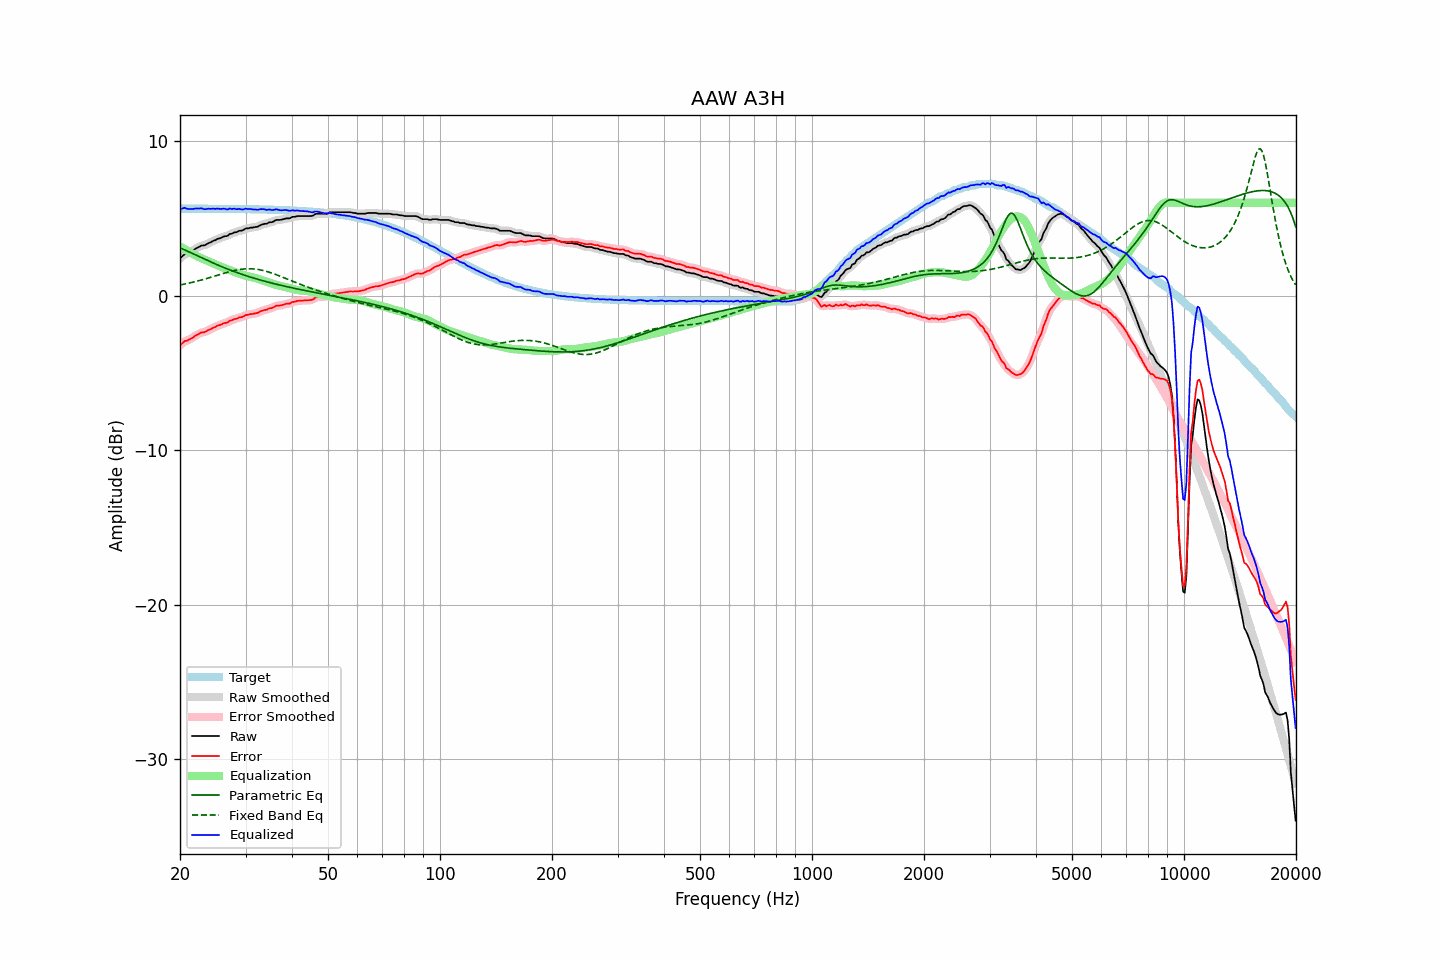 AAW A3H
10
0
−10
−20
−30
Amplitude (dBr)
Target
Raw Smoothed
Error Smoothed
Raw
Error
Equalization
Parametric Eq
Fixed Band Eq
Equalized
20 50 100 200 500 1000 2000 5000 10000 20000
Frequency (Hz)